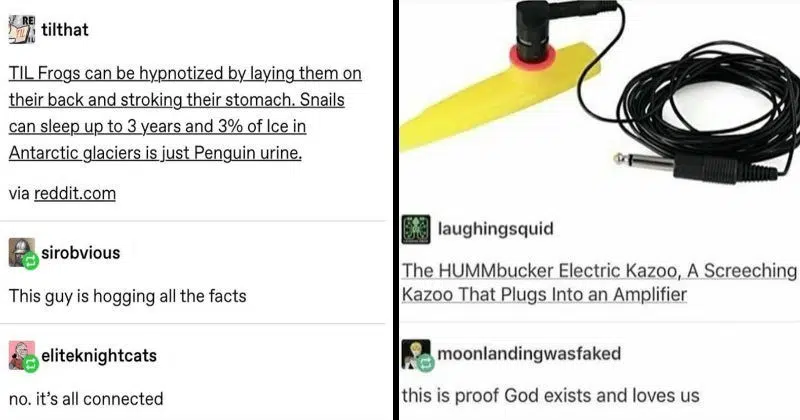 tilthat
TIL Frogs can be hypnotized by laying them on
their back and stroking their stomach. Snails
can sleep up to 3 years and 3% of Ice in
Antarctic glaciers is just Penguin urine.
via reddit.com
sirobvious
This guy is hogging all the facts
eliteknightcats
no. it's all connected
laughingsquid
The HUMMbucker Electric Kazoo, A Screeching
Kazoo That Plugs Into an Amplifier
moonlandingwasfaked
this is proof God exists and loves us